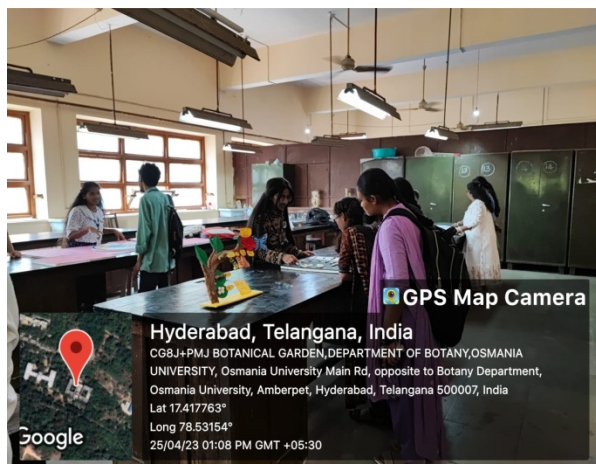 GPS Map Camera
Hyderabad, Telangana, India
CG8J+PMJ BOTANICAL GARDEN,DEPARTMENT OF BOTANY,OSMANIA
UNIVERSITY, Osmania University Main Rd, opposite to Botany Department,
Osmania University, Amberpet, Hyderabad, Telangana 500007, India
Lat 17.417763°
Long 78.53154°
25/04/23 01:08 PM GMT +05:30
Google